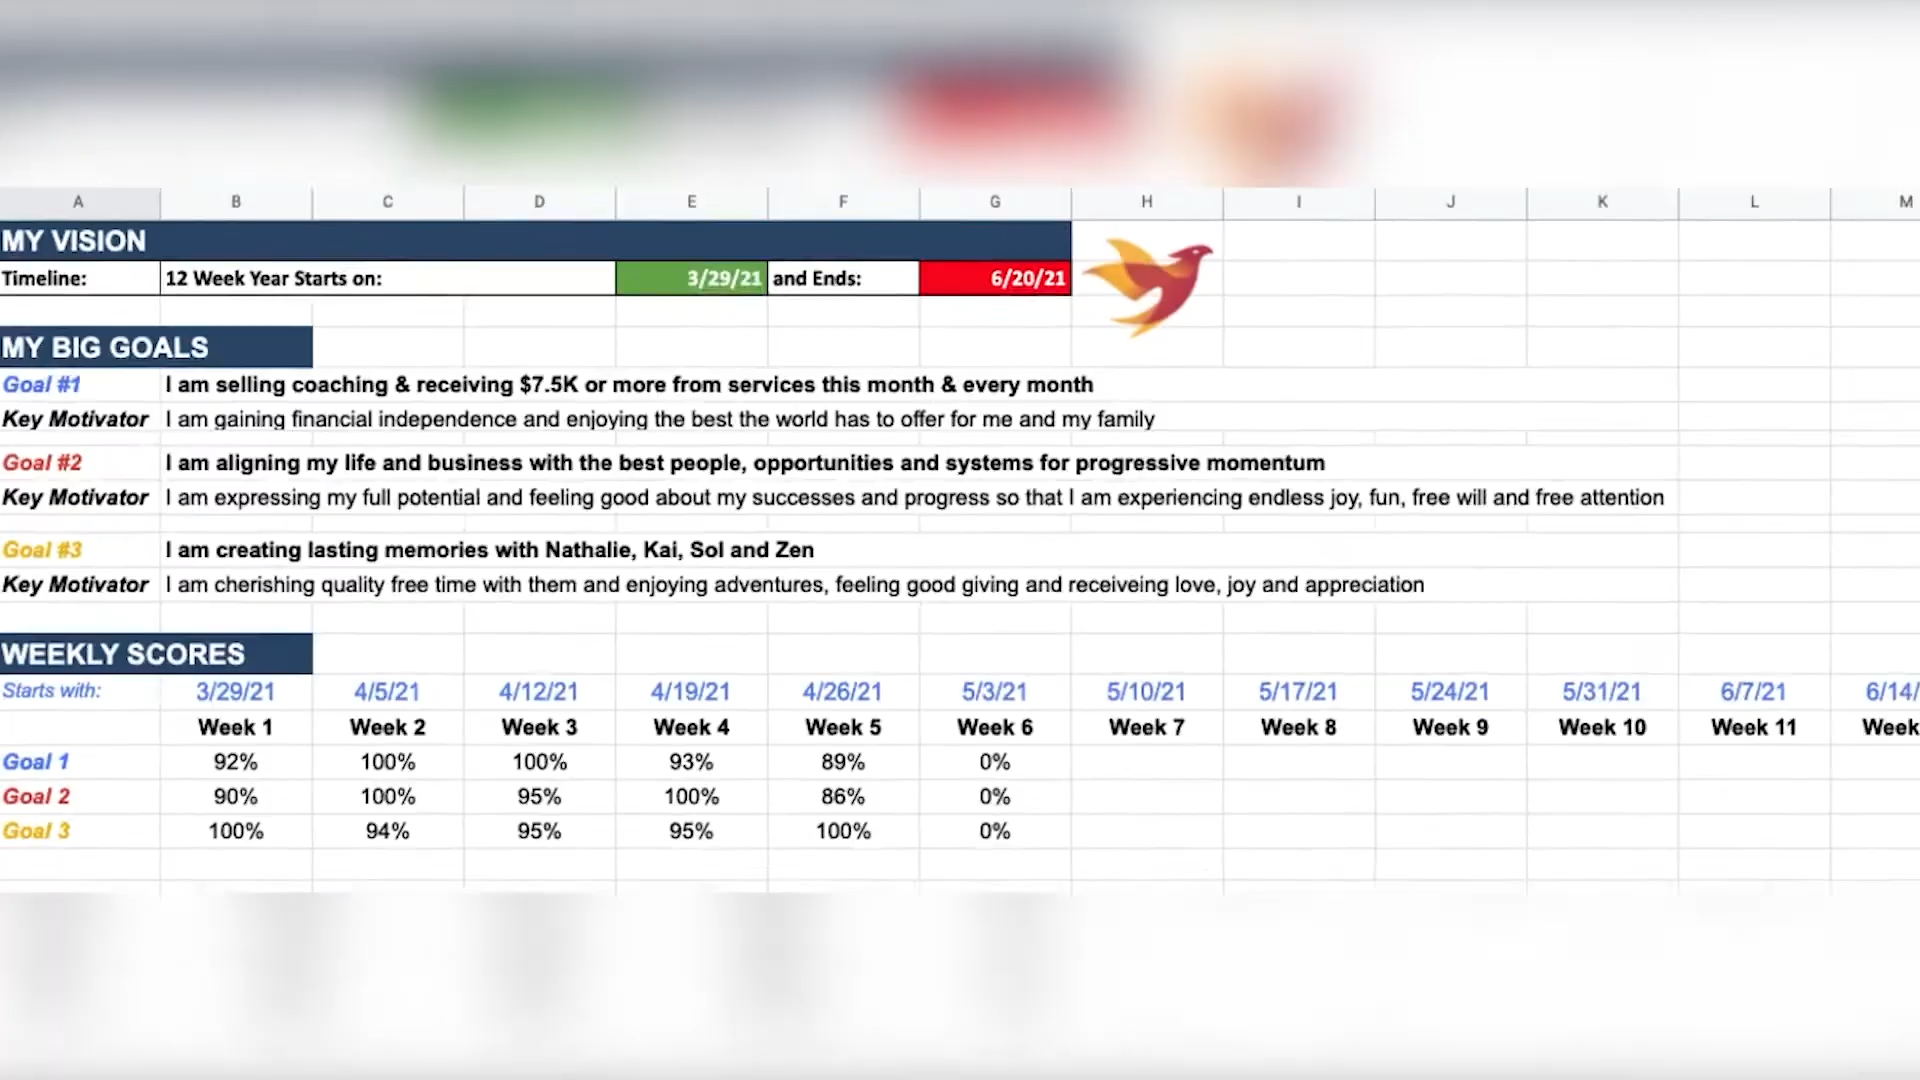 A B C D E F G H I J K L M
MY VISION
Timeline: 12 Week Year Starts on: 3/29/21 and Ends: 6/20/21
MY BIG GOALS
Goal #1 I am selling coaching & receiving $7.5K or more from services this month & every month
Key Motivator I am gaining financial independence and enjoying the best the world has to offer for me and my family
Goal #2 I am aligning my life and business with the best people, opportunities and systems for progressive momentum
Key Motivator I am expressing my full potential and feeling good about my successes and progress so that I am experiencing endless joy, fun, free will and free attention
Goal #3 I am creating lasting memories with Nathalie, Kai, Sol and Zen
Key Motivator I am cherishing quality free time with them and enjoying adventures, feeling good giving and receiveing love, joy and appreciation
WEEKLY SCORES
Starts with: 3/29/21 4/5/21 4/12/21 4/19/21 4/26/21 5/3/21 5/10/21 5/17/21 5/24/21 5/31/21 6/7/21 6/14/
Week 1 Week 2 Week 3 Week 4 Week 5 Week 6 Week 7 Week 8 Week 9 Week 10 Week 11 Week
Goal 1 92% 100% 100% 93% 89% 0%
Goal 2 90% 100% 95% 100% 86% 0%
Goal 3 100% 94% 95% 95% 100% 0%